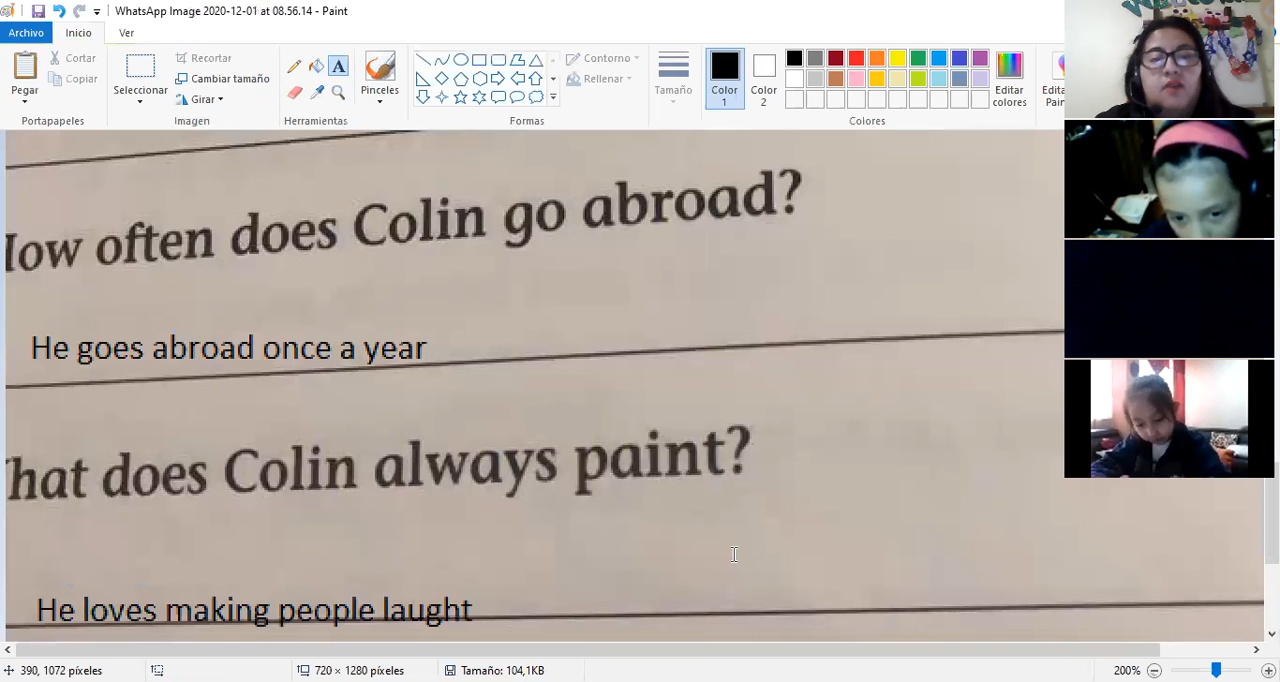 WhatsApp Image 2020-12-01 at 08.56.14 - Paint
Archivo Inicio Ver
Pegar
Cortar
Copiar
Portapapeles
Seleccionar
Recortar
Cambiar tamaño
Girar
Imagen
A
Herramientas
Pinceles
Contorno
Rellenar
Formas
Tamaño
Color 1
Color 2
Editar colores
Colores
How often does Colin go abroad?
He goes abroad once a year
What does Colin always paint?
He loves making people laught
390, 1072 píxeles
720 × 1280 píxeles
Tamaño: 104,1KB
200%